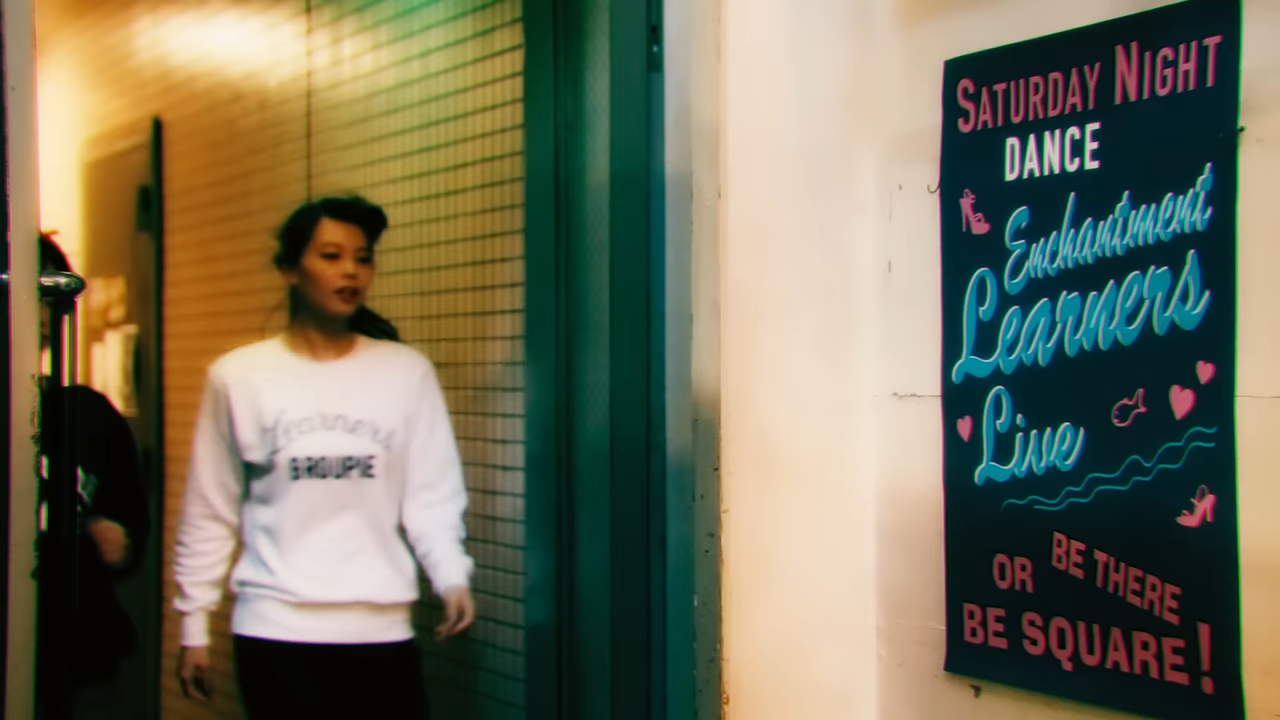 Learners
GROUPIE
SATURDAY NIGHT
DANCE
Enchantment
Learners
Live
BE THERE
OR
BE SQUARE!